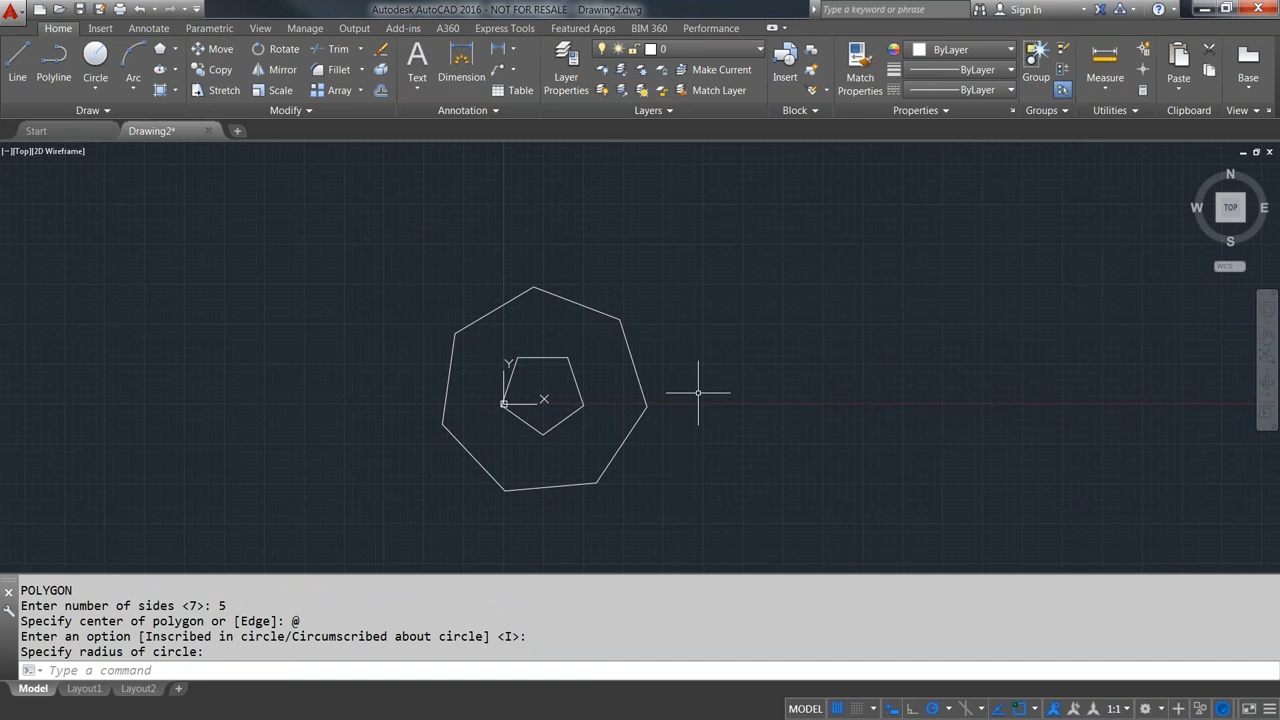 Autodesk AutoCAD 2016 - NOT FOR RESALE Drawing2.dwg
Type a keyword or phrase
Sign In
Home Insert Annotate Parametric View Manage Output Add-ins A360 Express Tools Featured Apps BIM 360 Performance
Line Polyline Circle Arc
Move Rotate Trim
Copy Mirror Fillet
Stretch Scale Array
Text Dimension Table
Layer Properties
0
Make Current
Match Layer
Insert
Match Properties
ByLayer
ByLayer
ByLayer
Group Measure Paste Base
Draw Modify Annotation Layers Block Properties Groups Utilities Clipboard View
Start Drawing2*
[−][Top][2D Wireframe]
N
W TOP E
S
WCS
Y
X
POLYGON
Enter number of sides <7>: 5
Specify center of polygon or [Edge]: @
Enter an option [Inscribed in circle/Circumscribed about circle] <I>:
Specify radius of circle:
Type a command
Model Layout1 Layout2
MODEL 1:1